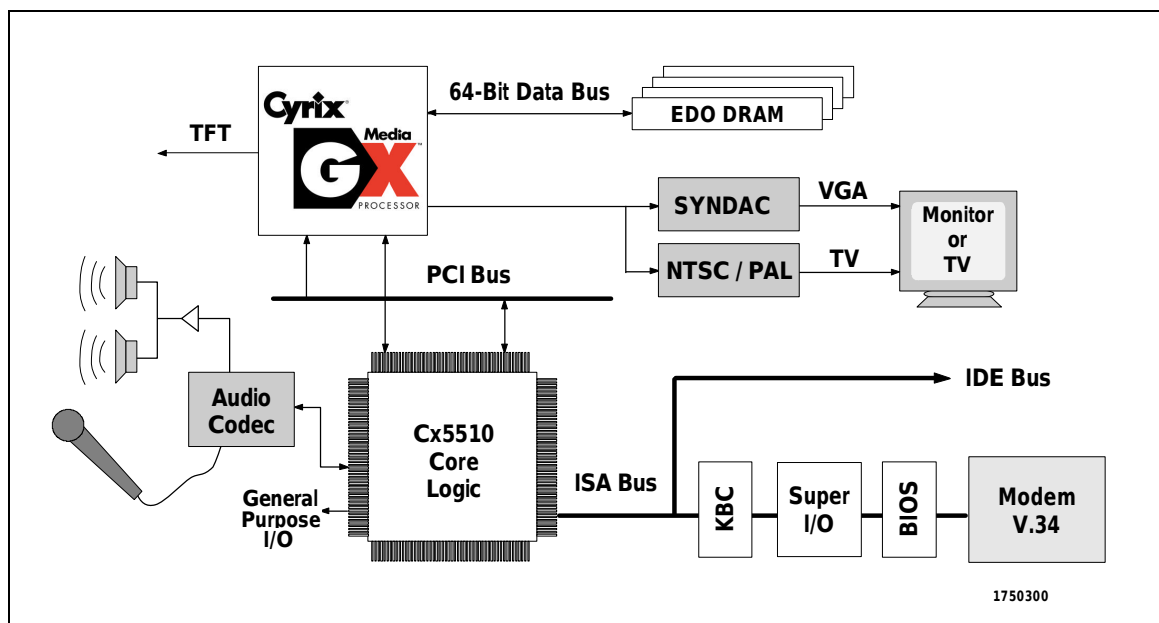 Cyrix®
Media
GX™
PROCESSOR
64-Bit Data Bus
EDO DRAM
TFT
SYNDAC
VGA
NTSC / PAL
TV
Monitor
or
TV
PCI Bus
Audio
Codec
Cx5510
Core
Logic
General
Purpose
I/O
ISA Bus
IDE Bus
KBC
Super
I/O
BIOS
Modem
V.34
1750300